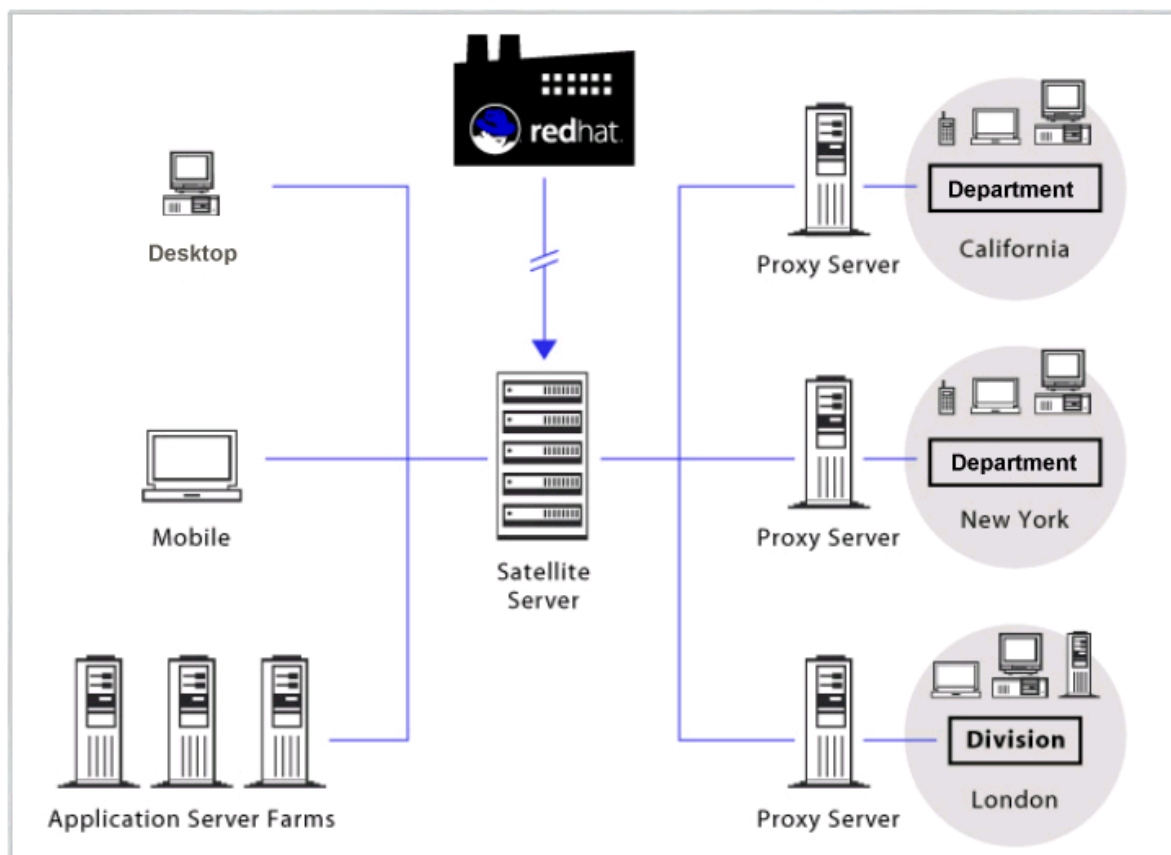 redhat.
Desktop
Mobile
Application Server Farms
Satellite
Server
Proxy Server
Department
California
Proxy Server
Department
New York
Proxy Server
Division
London